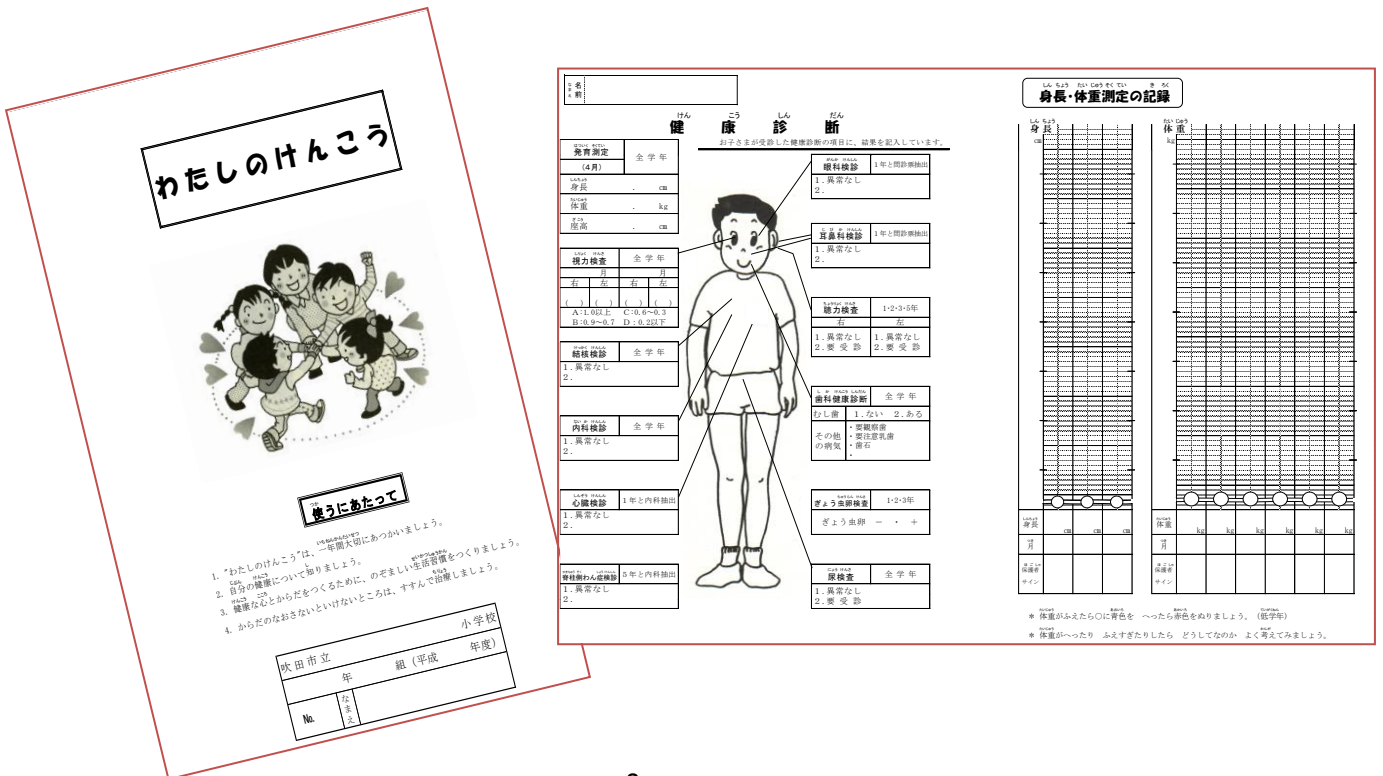 わたしのけんこう
使うにあたって
1. "わたしのけんこう"は、一年間大切にあつかいましょう。
2. 自分の健康について知りましょう。
3. 健康な心とからだをつくるために、のぞましい生活習慣をつくりましょう。
4. からだのなおさないといけないところは、すすんで治療しましょう。
吹田市立 小学校
年 組 (平成 年度)
No. なまえ
名前
健康診断
お子さまが受診した健康診断の項目に、結果を記入しています。
発育測定 (4月) 全学年
身長 . cm
体重 . kg
座高 . cm
視力検査 全学年
月 月
右 左 右 左
( ) ( ) ( ) ( )
A:1.0以上 C:0.6~0.3
B:0.9~0.7 D:0.2以下
結核検診 全学年
1.異常なし
2.
内科検診 全学年
1.異常なし
2.
心臓検診 1年と内科抽出
1.異常なし
2.
脊柱側わん症検診 5年と内科抽出
1.異常なし
2.
眼科検診 1年と問診票抽出
1.異常なし
2.
耳鼻科検診 1年と問診票抽出
1.異常なし
2.
聴力検査 1・2・3・5年
右 左
1.異常なし 1.異常なし
2.要受診 2.要受診
歯科健康診断 全学年
むし歯 1.ない 2.ある
その他の病気 ・要観察歯
・要注意乳歯
・歯石
・
ぎょう虫卵検査 1・2・3年
ぎょう虫卵 － ・ ＋
尿検査 全学年
1.異常なし
2.要受診
身長・体重測定の記録
身長
cm
体重
kg
身長 cm cm cm
月
保護者サイン
体重 kg kg kg kg kg kg
月
保護者サイン
* 体重がふえたら○に青色を へったら赤色をぬりましょう。(低学年)
* 体重がへったり ふえすぎたりしたら どうしてなのか よく考えてみましょう。